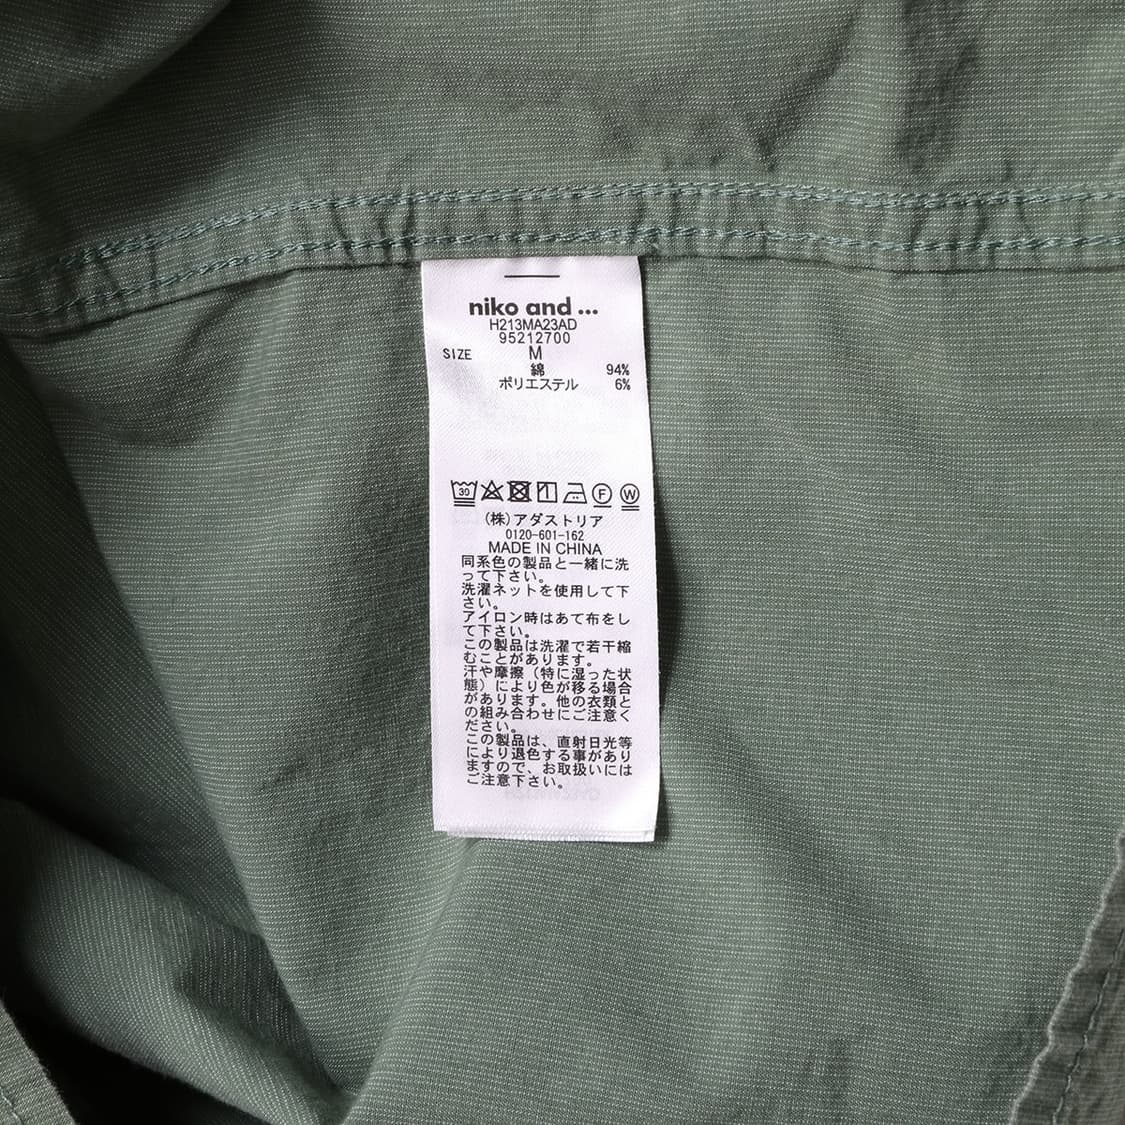 niko and ...
H213MA23AD
95212700
SIZE M
綿 94%
ポリエステル 6%
30 F W
(株)アダストリア
0120-601-162
MADE IN CHINA
同系色の製品と一緒に洗
って下さい。
洗濯ネットを使用して下
さい。
アイロン時はあて布をし
て下さい。
この製品は洗濯で若干縮
むことがあります。
汗や摩擦（特に湿った状
態）により色が移る場合
があります。他の衣類と
の組み合わせにご注意く
ださい。
この製品は、直射日光等
により退色する事があり
ますので、お取扱いには
ご注意下さい。